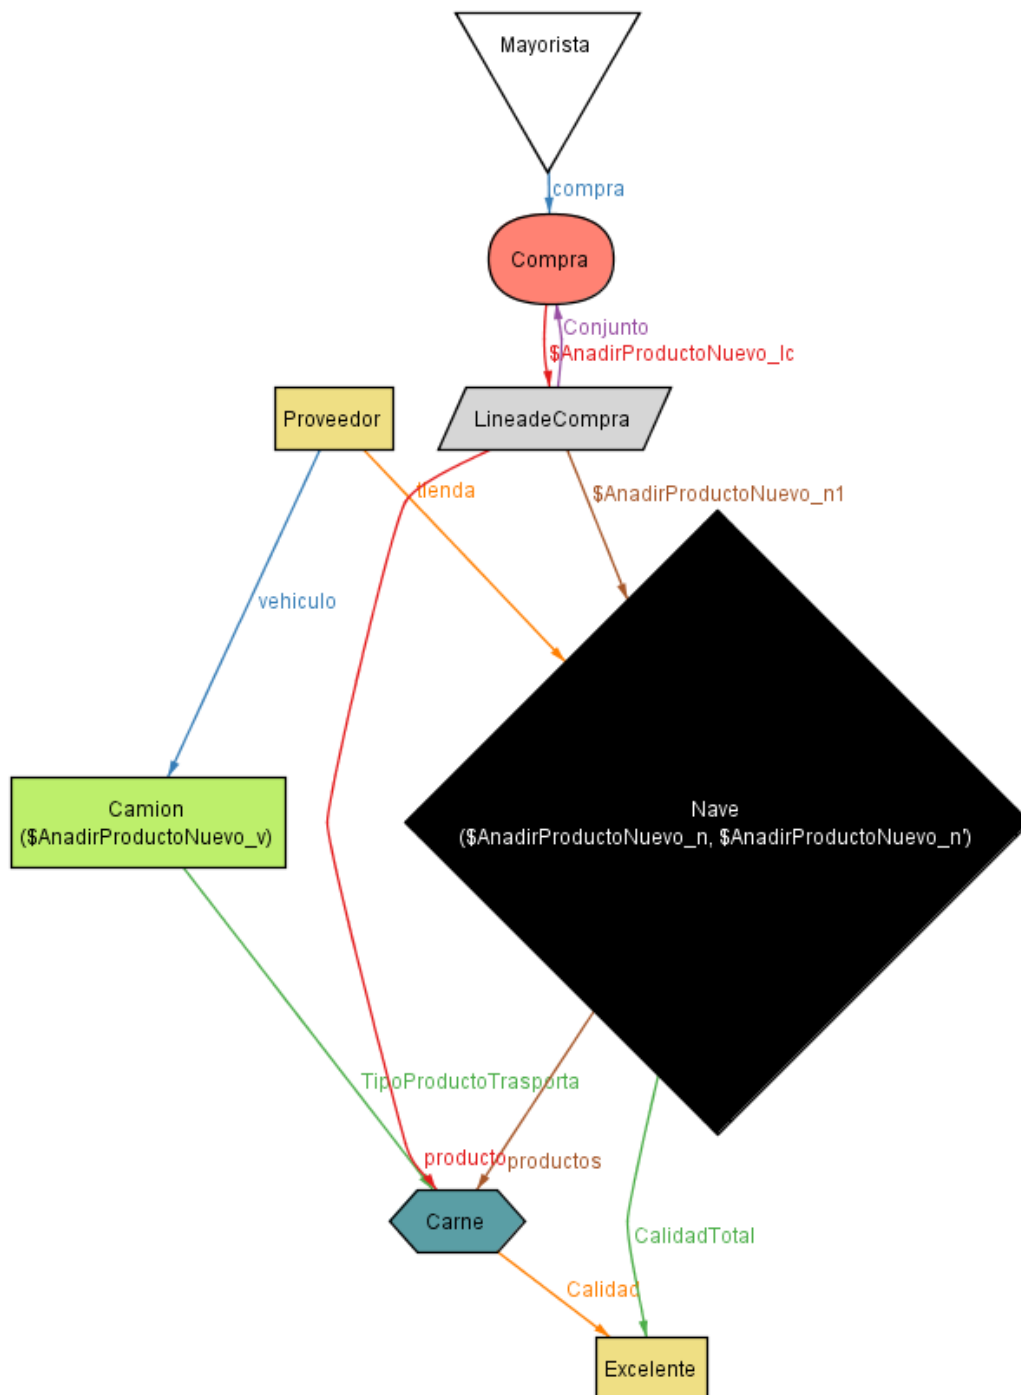 Mayorista
compra
Compra
Conjunto
$AnadirProductoNuevo_lc
Proveedor
LineadeCompra
tienda
$AnadirProductoNuevo_n1
vehiculo
Camion
($AnadirProductoNuevo_v)
Nave
($AnadirProductoNuevo_n, $AnadirProductoNuevo_n')
TipoProductoTrasporta
producto
productos
Carne
CalidadTotal
Calidad
Excelente